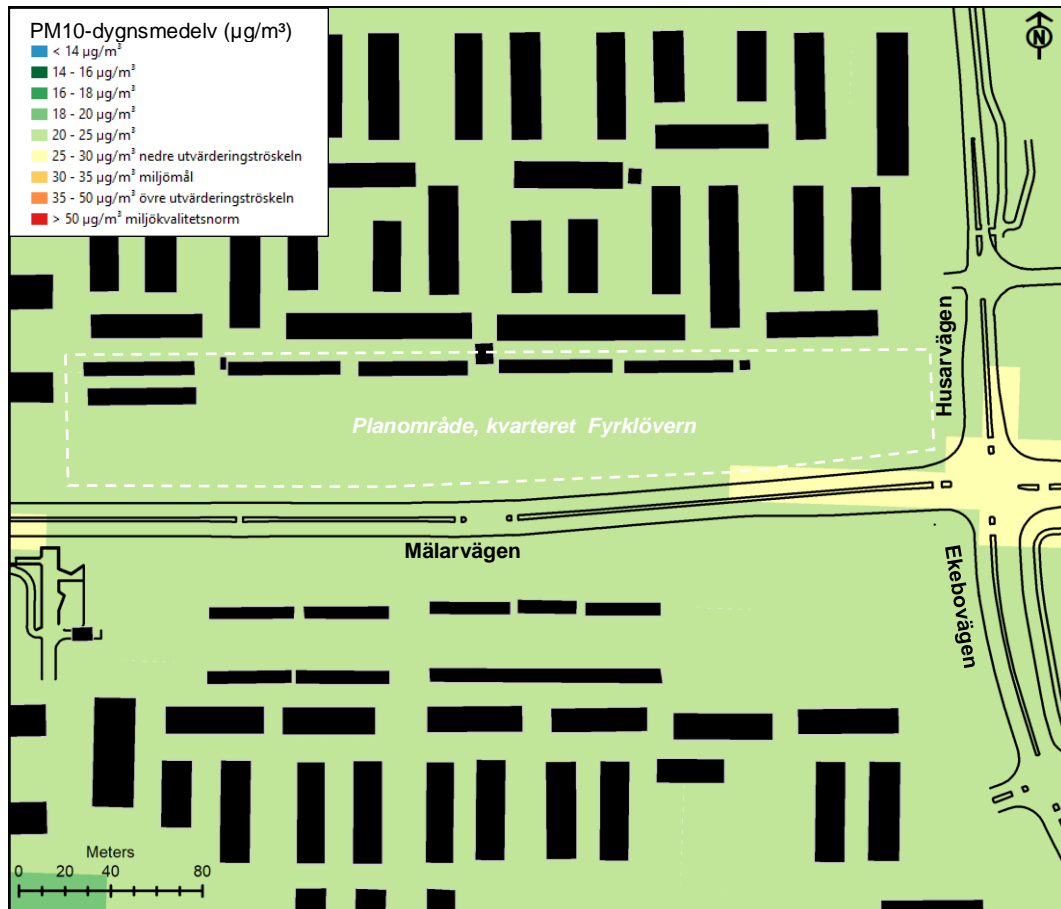 PM10-dygnsmedelv (µg/m³)
< 14 µg/m³
14 - 16 µg/m³
16 - 18 µg/m³
18 - 20 µg/m³
20 - 25 µg/m³
25 - 30 µg/m³ nedre utvärderingströskeln
30 - 35 µg/m³ miljömål
35 - 50 µg/m³ övre utvärderingströskeln
> 50 µg/m³ miljökvalitetsnorm
N
Husarvägen
Planområde, kvarteret Fyrklövern
Mälarvägen
Ekebovägen
Meters
0 20 40 80